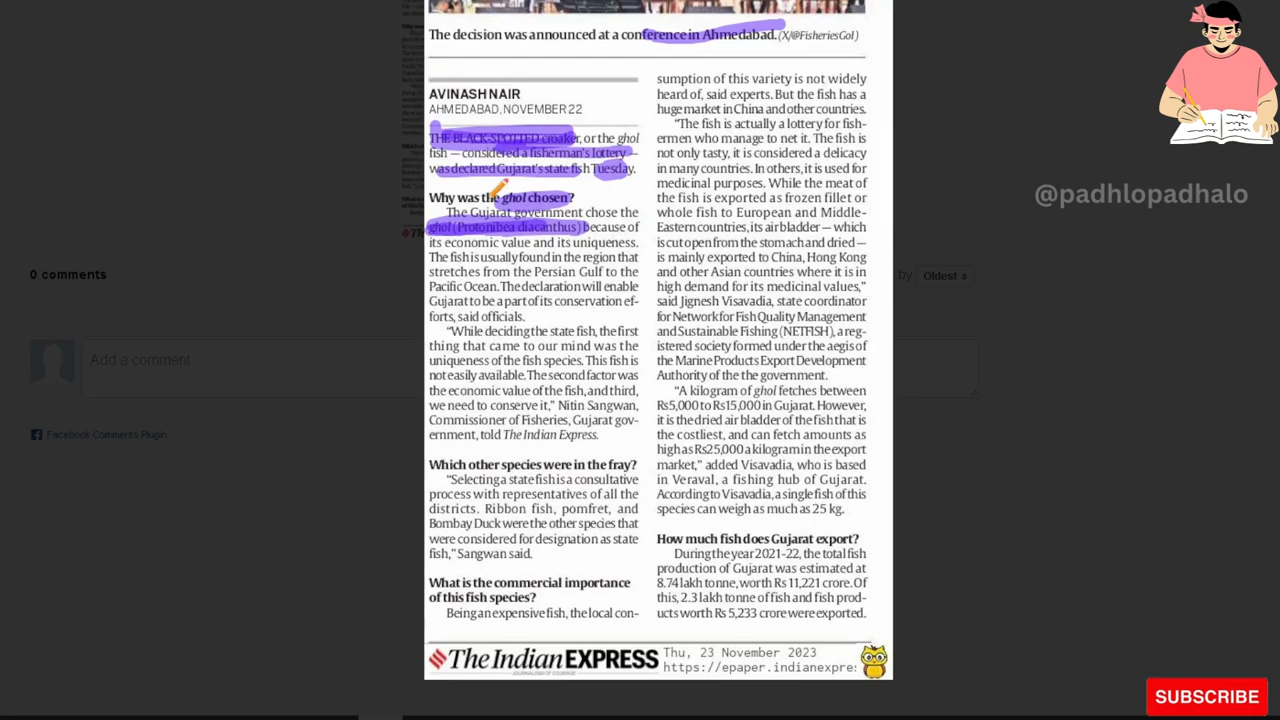 The decision was announced at a conference in Ahmedabad. (X/@FisheriesGoI)
AVINASH NAIR
AHMEDABAD, NOVEMBER 22
THE BLACK-SPOTTED croaker, or the ghol
fish — considered a fisherman's lottery —
was declared Gujarat's state fish Tuesday.
Why was the ghol chosen?
The Gujarat government chose the
ghol (Protonibea diacanthus) because of
its economic value and its uniqueness.
The fish is usually found in the region that
stretches from the Persian Gulf to the
Pacific Ocean. The declaration will enable
Gujarat to be a part of its conservation ef-
forts, said officials.
"While deciding the state fish, the first
thing that came to our mind was the
uniqueness of the fish species. This fish is
not easily available. The second factor was
the economic value of the fish, and third,
we need to conserve it," Nitin Sangwan,
Commissioner of Fisheries, Gujarat gov-
ernment, told The Indian Express.
Which other species were in the fray?
"Selecting a state fish is a consultative
process with representatives of all the
districts. Ribbon fish, pomfret, and
Bombay Duck were the other species that
were considered for designation as state
fish," Sangwan said.
What is the commercial importance
of this fish species?
Being an expensive fish, the local con-
sumption of this variety is not widely
heard of, said experts. But the fish has a
huge market in China and other countries.
"The fish is actually a lottery for fish-
ermen who manage to net it. The fish is
not only tasty, it is considered a delicacy
in many countries. In others, it is used for
medicinal purposes. While the meat of
the fish is exported as frozen fillet or
whole fish to European and Middle-
Eastern countries, its air bladder — which
is cut open from the stomach and dried —
is mainly exported to China, Hong Kong
and other Asian countries where it is in
high demand for its medicinal values,"
said Jignesh Visavadia, state coordinator
for Network for Fish Quality Management
and Sustainable Fishing (NETFISH), a reg-
istered society formed under the aegis of
the Marine Products Export Development
Authority of the the government.
"A kilogram of ghol fetches between
Rs5,000 to Rs15,000 in Gujarat. However,
it is the dried air bladder of the fish that is
the costliest, and can fetch amounts as
high as Rs25,000 a kilogram in the export
market," added Visavadia, who is based
in Veraval, a fishing hub of Gujarat.
According to Visavadia, a single fish of this
species can weigh as much as 25 kg.
How much fish does Gujarat export?
During the year 2021-22, the total fish
production of Gujarat was estimated at
8.74 lakh tonne, worth Rs 11,221 crore. Of
this, 2.3 lakh tonne of fish and fish prod-
ucts worth Rs 5,233 crore were exported.
The Indian EXPRESS
JOURNALISM OF COURAGE
Thu, 23 November 2023
https://epaper.indianexpre
0 comments
by Oldest
Add a comment...
Facebook Comments Plugin
@padhlopadhalo
SUBSCRIBE